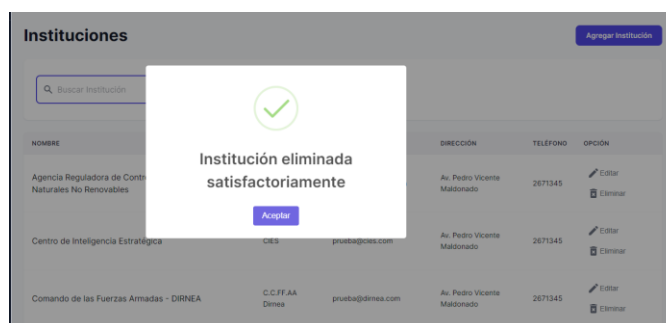 Instituciones
Agregar Institución
Buscar Institución
Institución eliminada
satisfactoriamente
Aceptar
NOMBRE
DIRECCIÓN
TELÉFONO
OPCIÓN
Agencia Reguladora de
Naturales No Renovables
Av. Pedro Vicente
Maldonado
2671345
Editar
Eliminar
Centro de Inteligencia Estratégica
CIES
prueba@cies.com
Av. Pedro Vicente
Maldonado
2671345
Editar
Eliminar
Comando de las Fuerzas Armadas - DIRNEA
C.C.FF.AA
Dirnea
prueba@dirnea.com
Av. Pedro Vicente
Maldonado
2671345
Editar
Eliminar